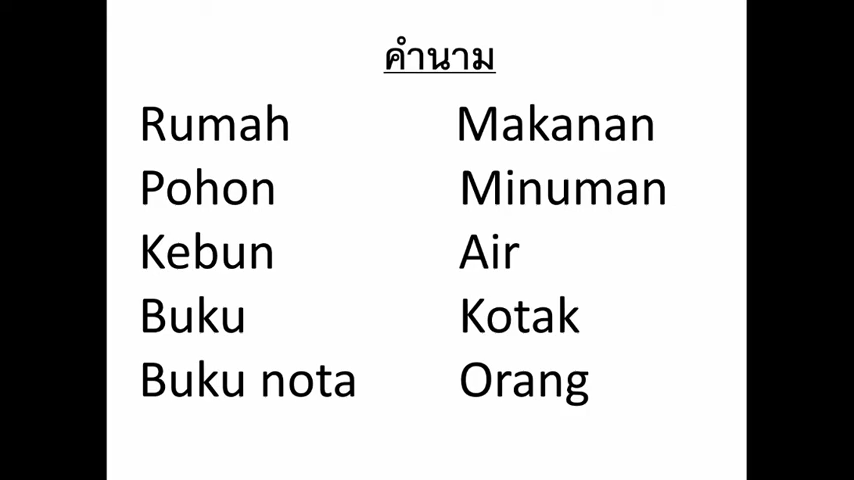 คำนาม
Rumah
Pohon
Kebun
Buku
Buku nota
Makanan
Minuman
Air
Kotak
Orang